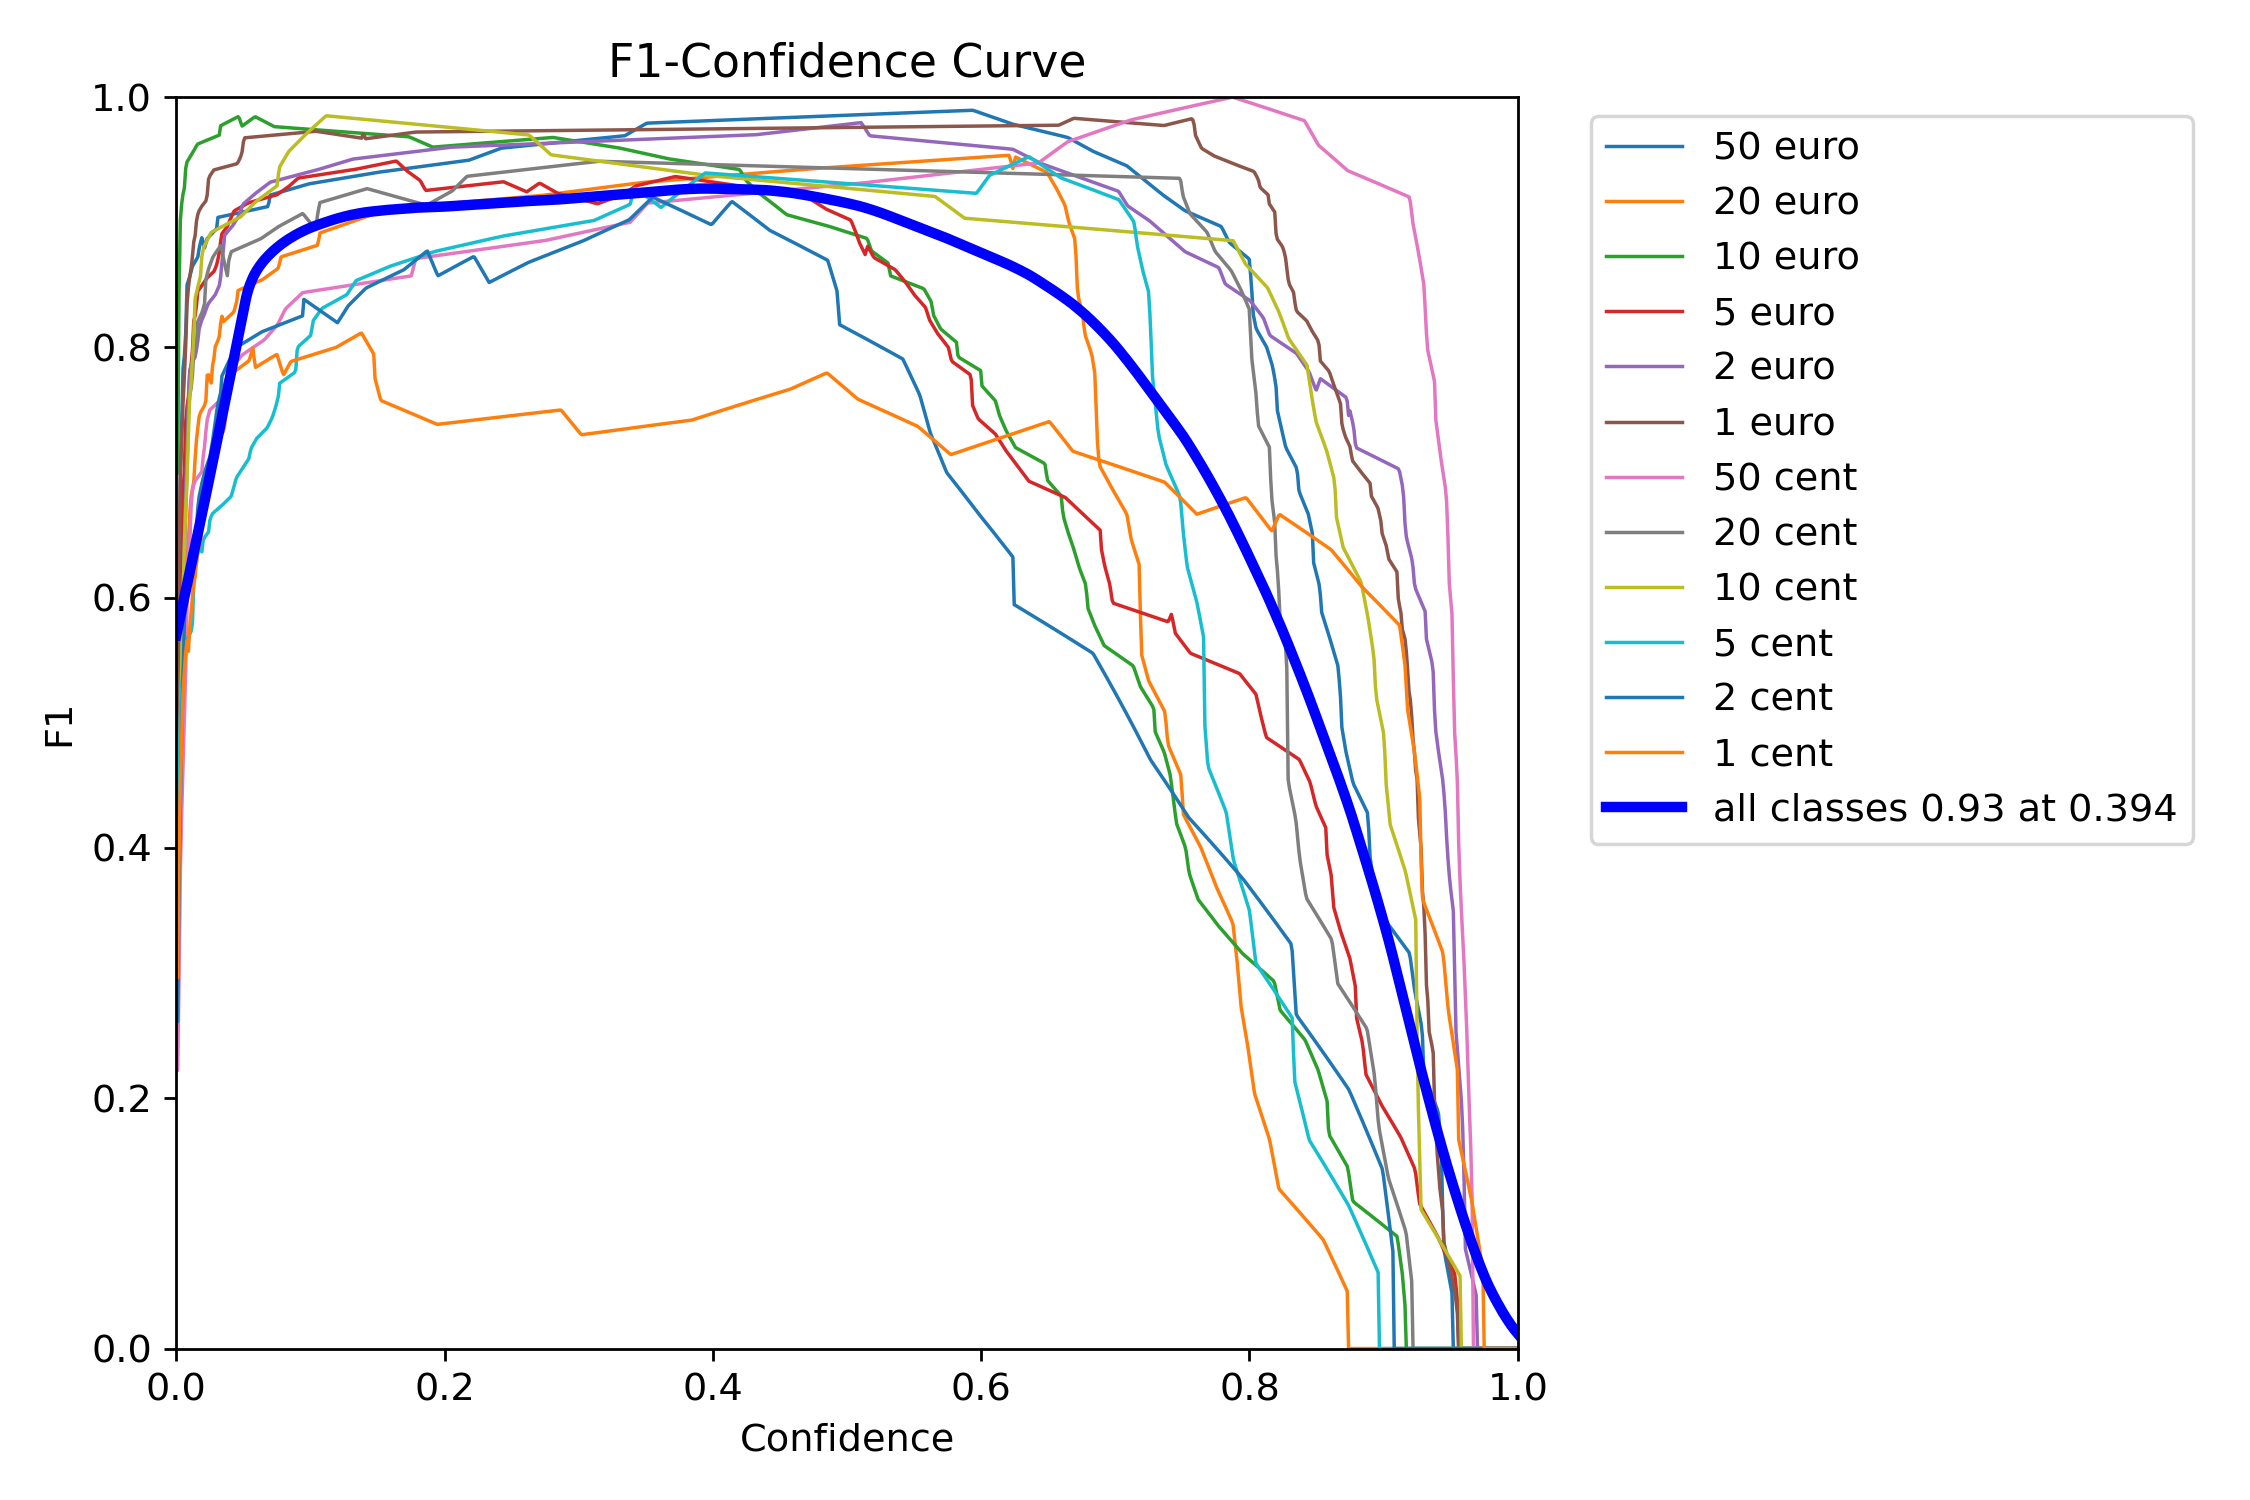 F1-Confidence Curve
1.0
0.8
0.6
0.4
0.2
0.0
F1
0.0 0.2 0.4 0.6 0.8 1.0
Confidence
50 euro
20 euro
10 euro
5 euro
2 euro
1 euro
50 cent
20 cent
10 cent
5 cent
2 cent
1 cent
all classes 0.93 at 0.394